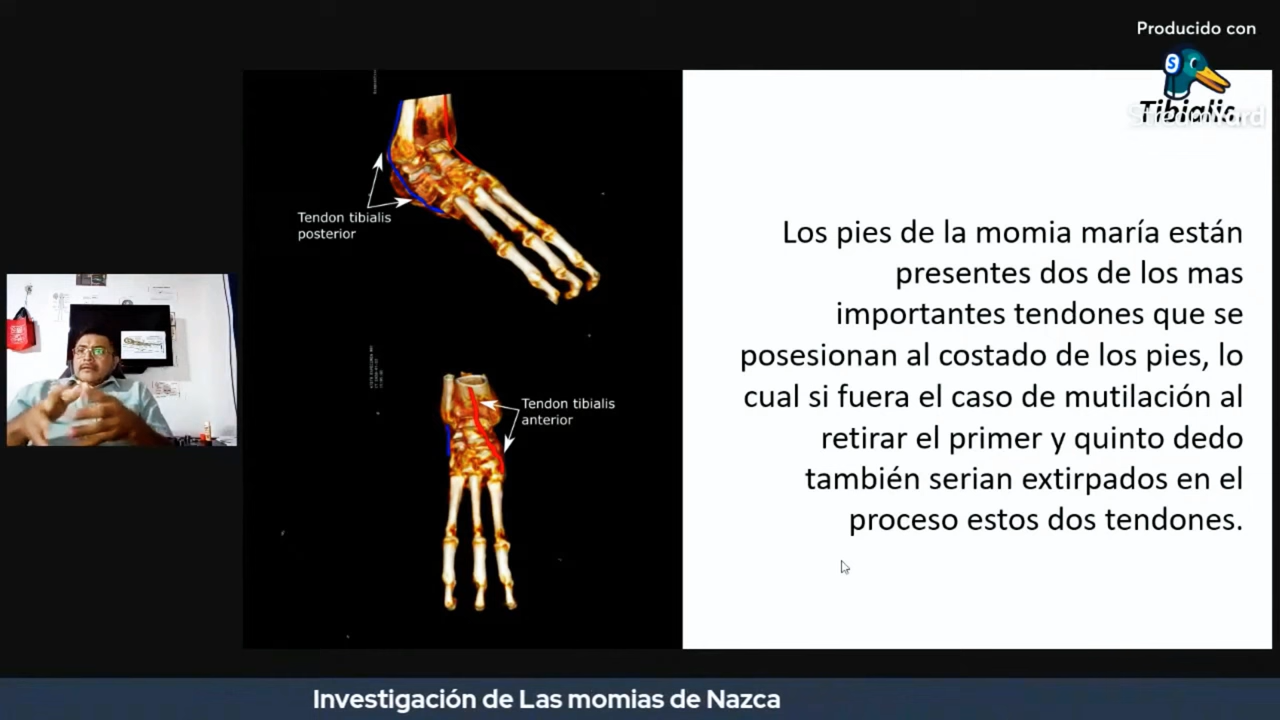 Producido con
S
Tibialis
StreamYard
Tendon tibialis
posterior
Tendon tibialis
anterior
Los pies de la momia maría están
presentes dos de los mas
importantes tendones que se
posesionan al costado de los pies, lo
cual si fuera el caso de mutilación al
retirar el primer y quinto dedo
también serian extirpados en el
proceso estos dos tendones.
Investigación de Las momias de Nazca